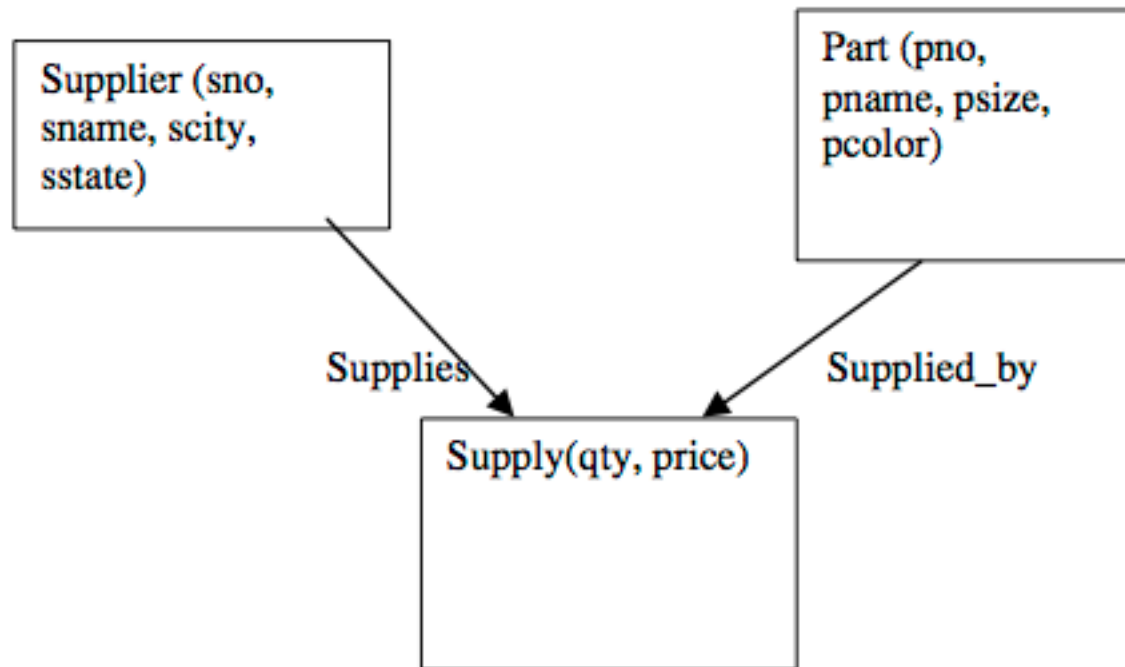 Supplier (sno,
sname, scity,
sstate)
Part (pno,
pname, psize,
pcolor)
Supplies
Supplied_by
Supply(qty, price)